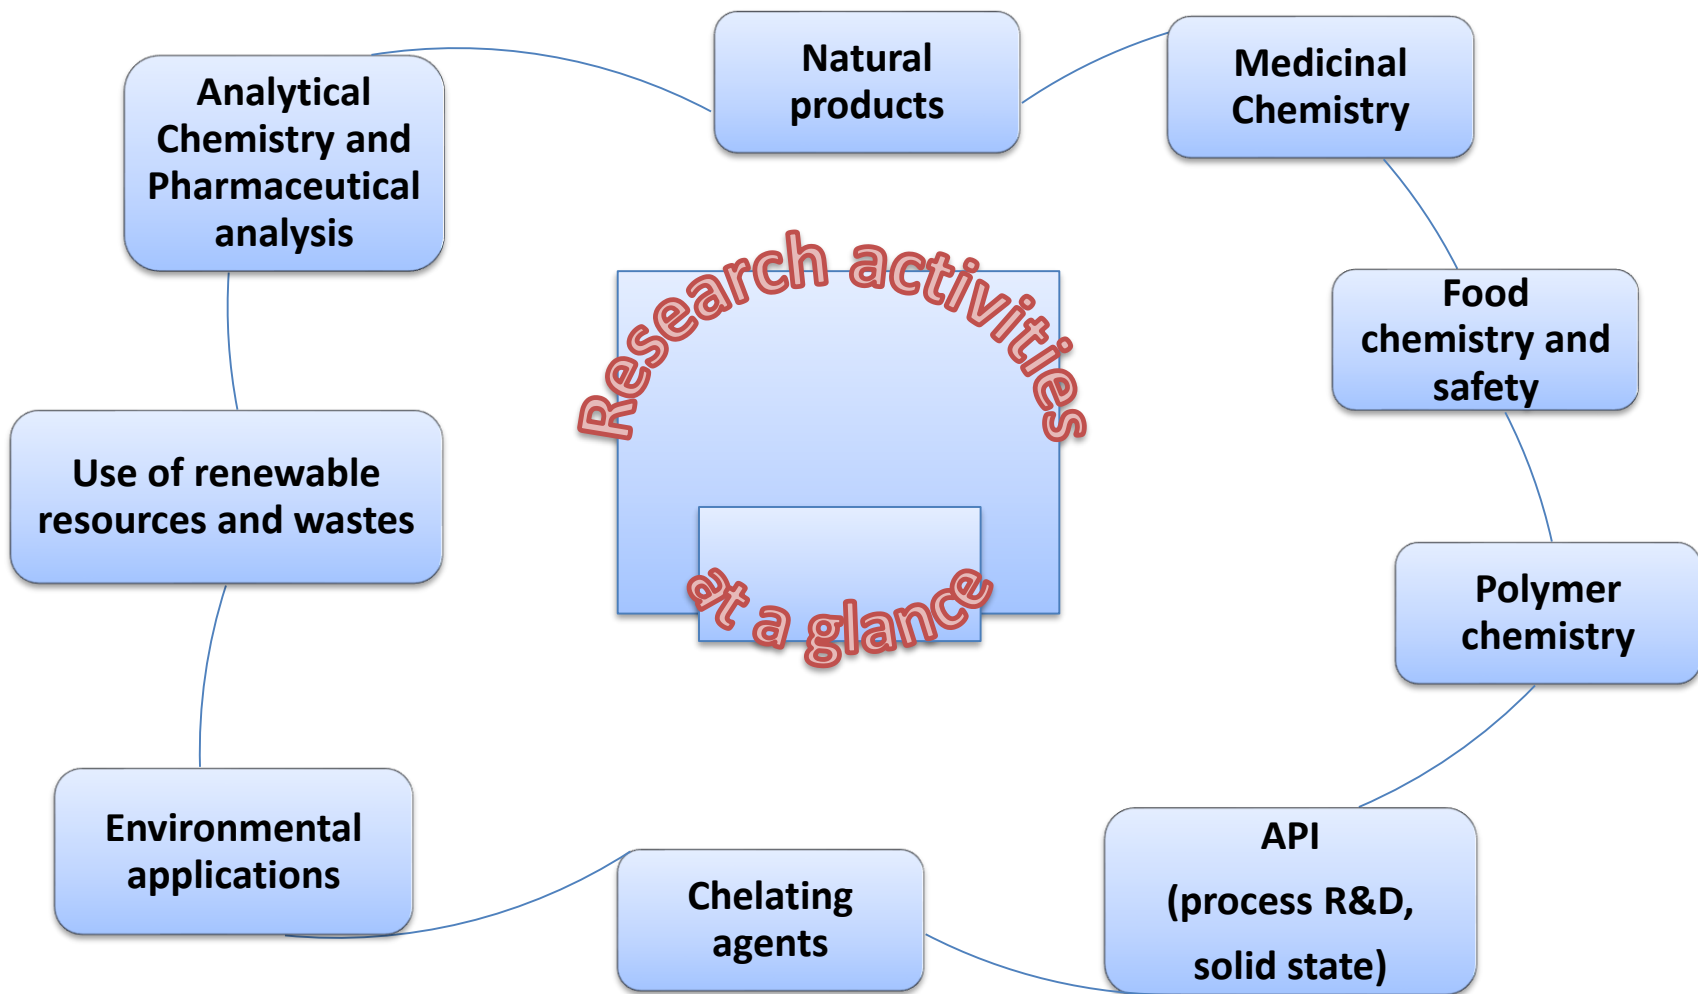 Natural
products
Medicinal
Chemistry
Analytical
Chemistry and
Pharmaceutical
analysis
Research activities
at a glance
Food
chemistry and
safety
Use of renewable
resources and wastes
Polymer
chemistry
Environmental
applications
Chelating
agents
API
(process R&D,
solid state)